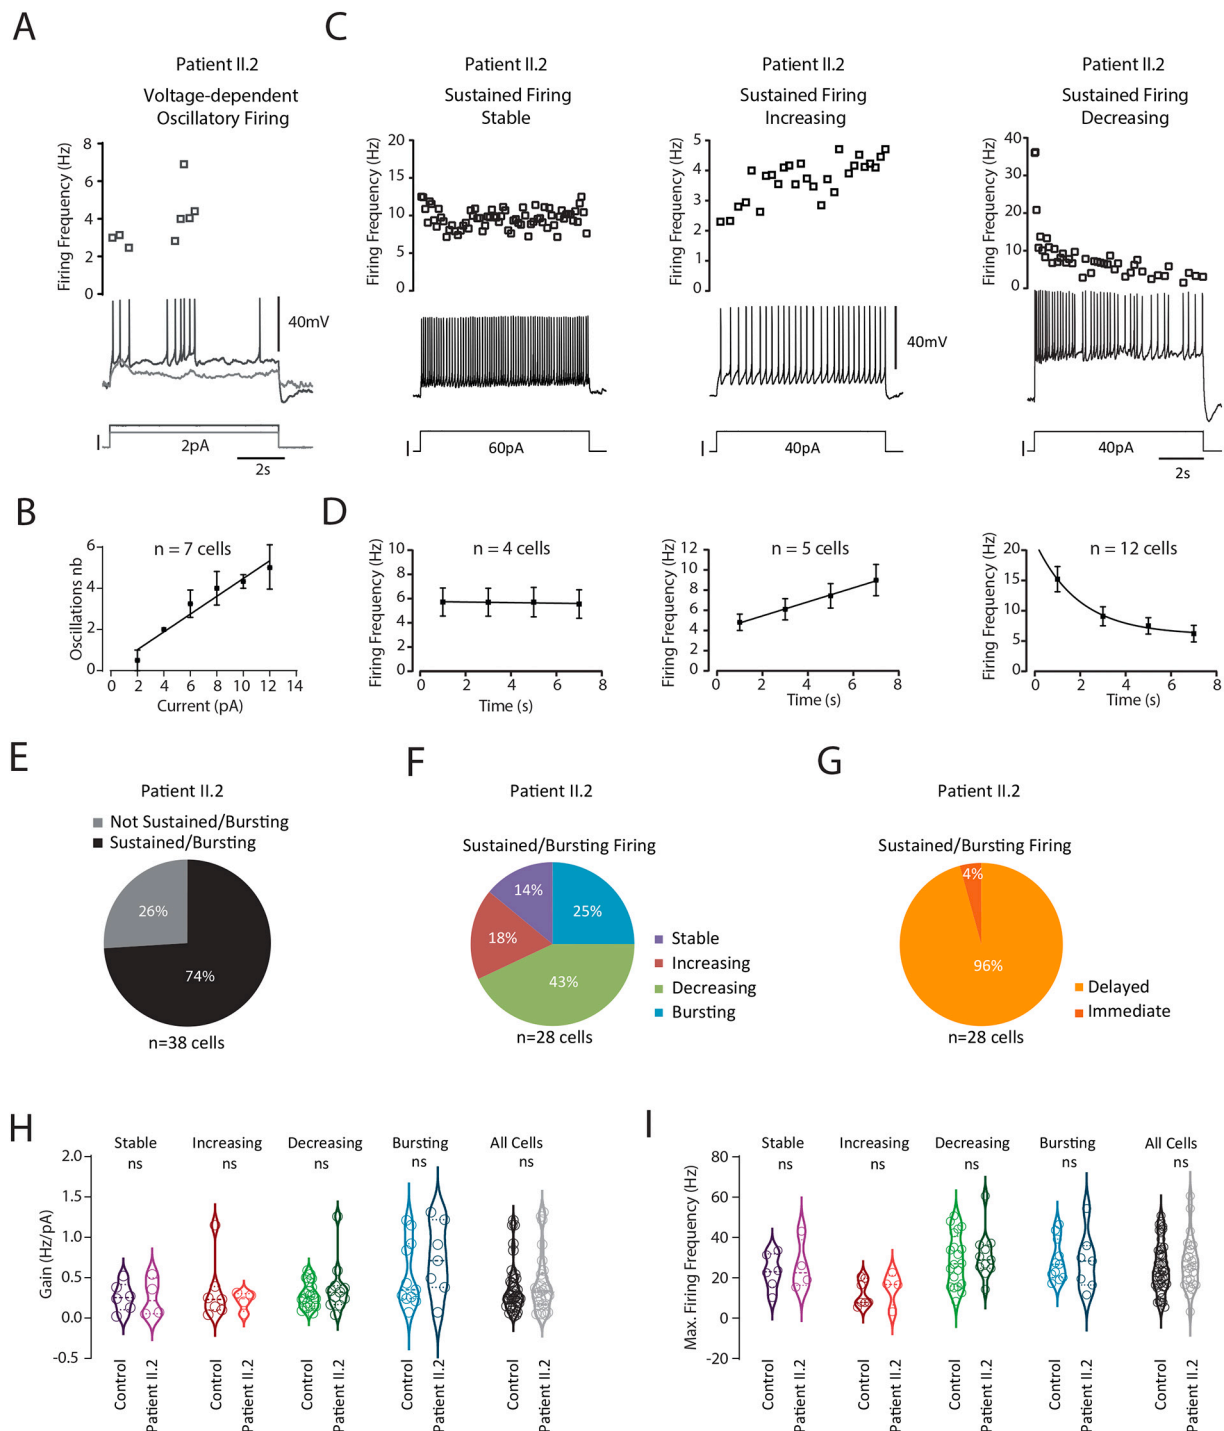 A
Patient II.2
Voltage-dependent
Oscillatory Firing
Firing Frequency (Hz)
8
6
4
2
0
40mV
I
2pA
2s
C
Patient II.2
Sustained Firing
Stable
Firing Frequency (Hz)
20
15
10
5
0
I
60pA
Patient II.2
Sustained Firing
Increasing
Firing Frequency (Hz)
5
4
3
2
1
0
40mV
I
40pA
Patient II.2
Sustained Firing
Decreasing
Firing Frequency (Hz)
40
30
20
10
0
I
40pA
2s
B
n = 7 cells
Oscillations nb
6
4
2
0
0 2 4 6 8 10 12 14
Current (pA)
D
n = 4 cells
Firing Frequency (Hz)
10
8
6
4
2
0
0 2 4 6 8
Time (s)
n = 5 cells
Firing Frequency (Hz)
12
10
8
6
4
2
0
0 2 4 6 8
Time (s)
n = 12 cells
Firing Frequency (Hz)
20
15
10
5
0
0 2 4 6 8
Time (s)
E
Patient II.2
Not Sustained/Bursting
Sustained/Bursting
26%
74%
n=38 cells
F
Patient II.2
Sustained/Bursting Firing
14%
25%
18%
43%
Stable
Increasing
Decreasing
Bursting
n=28 cells
G
Patient II.2
Sustained/Bursting Firing
4%
96%
Delayed
Immediate
n=28 cells
H
Stable Increasing Decreasing Bursting All Cells
ns ns ns ns ns
Gain (Hz/pA)
2.0
1.5
1.0
0.5
0.0
-0.5
Control Patient II.2 Control Patient II.2 Control Patient II.2 Control Patient II.2 Control Patient II.2
I
Stable Increasing Decreasing Bursting All Cells
ns ns ns ns ns
Max. Firing Frequency (Hz)
80
60
40
20
0
-20
Control Patient II.2 Control Patient II.2 Control Patient II.2 Control Patient II.2 Control Patient II.2